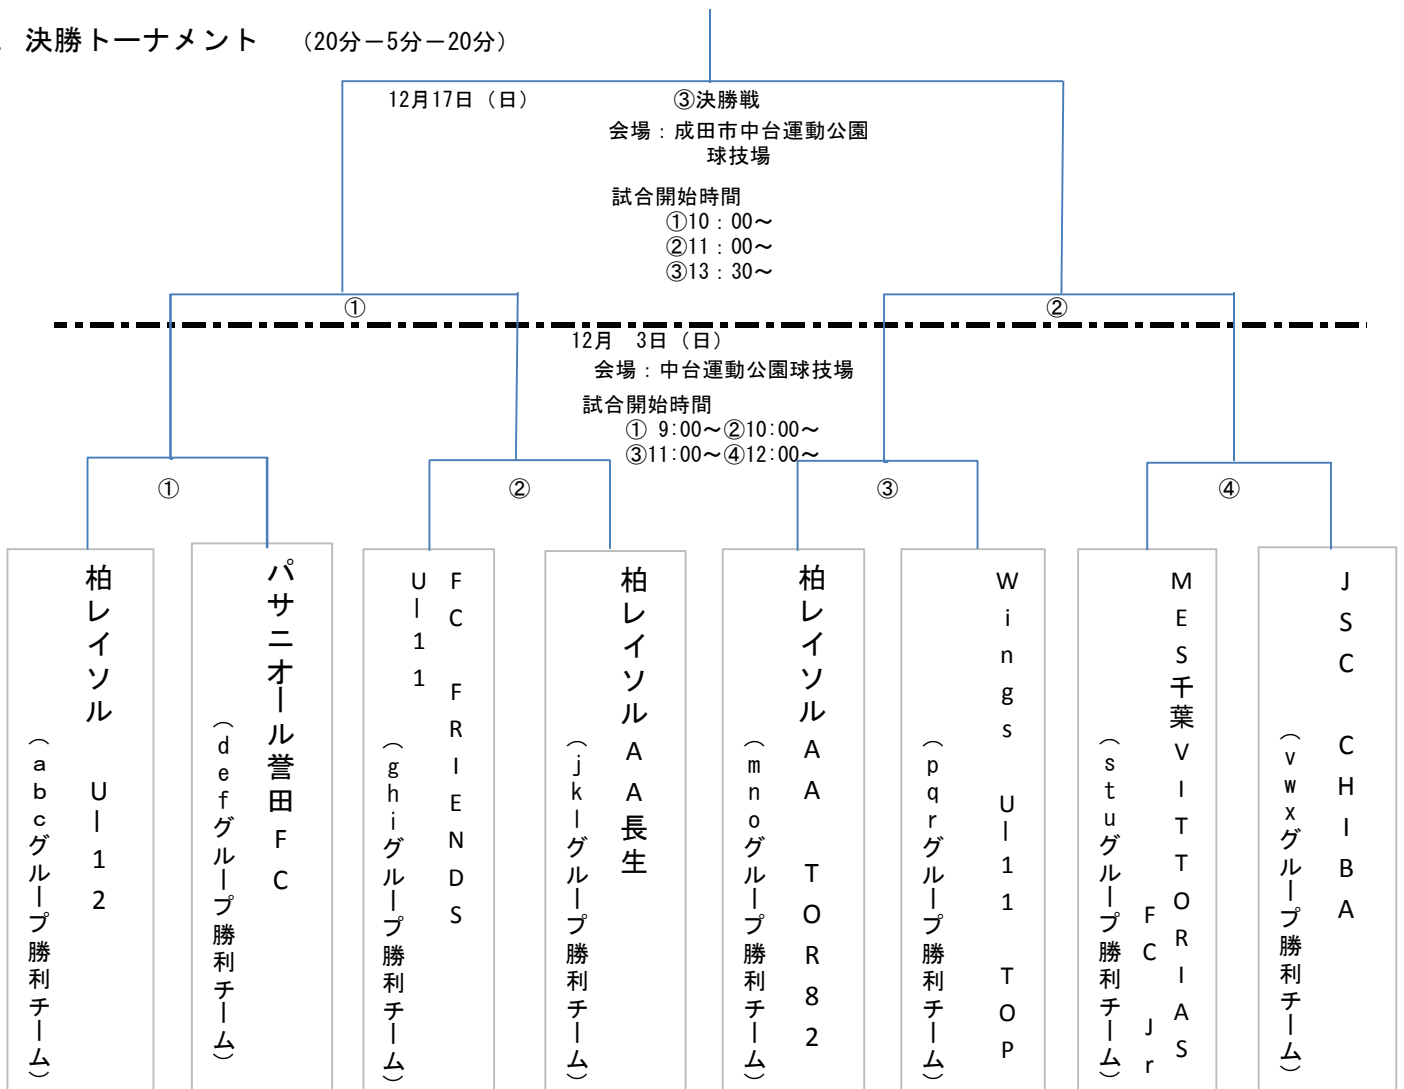 決勝トーナメント　（20分－5分－20分）
12月17日（日）　③決勝戦
会場：成田市中台運動公園
球技場
試合開始時間
①10：00～
②11：00～
③13：30～
①
②
12月　3日（日）
会場：中台運動公園球技場
試合開始時間
① 9:00～②10:00～
③11:00～④12:00～
①
②
③
④
柏レイソル　U－12
（abcグループ勝利チーム）
パサニオール誉田FC
（defグループ勝利チーム）
FC　FRIENDS
U－11
（ghiグループ勝利チーム）
柏レイソルAA長生
（jklグループ勝利チーム）
柏レイソルAA　TOR82
（mnoグループ勝利チーム）
Wings　U－11　TOP
（pqrグループ勝利チーム）
MES千葉VITTORIAS
FC　Jr
（stuグループ勝利チーム）
JSC　CHIBA
（vwxグループ勝利チーム）